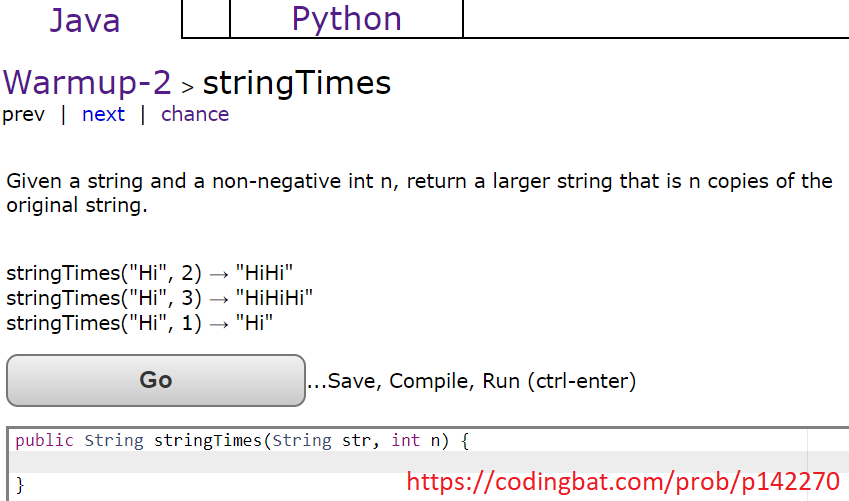 Java
Python
Warmup-2 > stringTimes
prev | next | chance
Given a string and a non-negative int n, return a larger string that is n copies of the
original string.
stringTimes("Hi", 2) → "HiHi"
stringTimes("Hi", 3) → "HiHiHi"
stringTimes("Hi", 1) → "Hi"
Go ...Save, Compile, Run (ctrl-enter)
public String stringTimes(String str, int n) {
} https://codingbat.com/prob/p142270